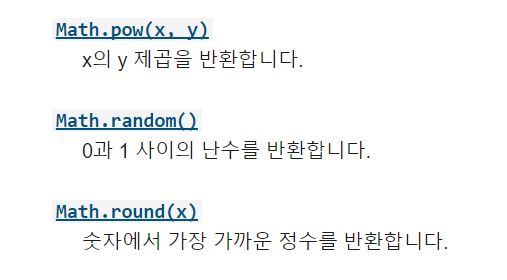 Math.pow(x, y)
x의 y 제곱을 반환합니다.
Math.random()
0과 1 사이의 난수를 반환합니다.
Math.round(x)
숫자에서 가장 가까운 정수를 반환합니다.